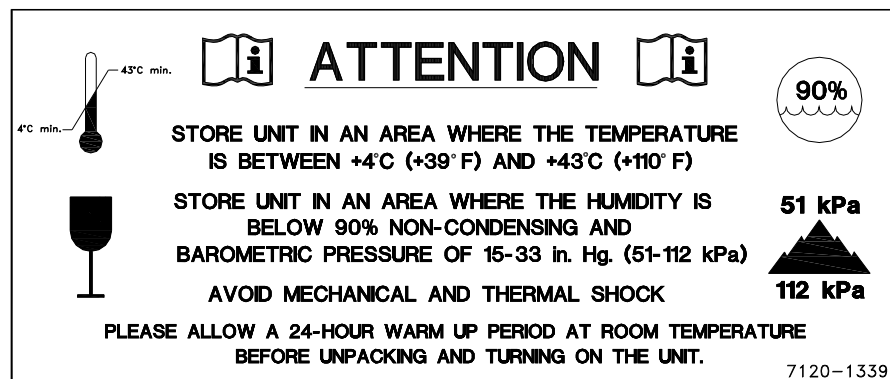 ATTENTION
43°C min.
4°C min.
90%
STORE UNIT IN AN AREA WHERE THE TEMPERATURE
IS BETWEEN +4°C (+39° F) AND +43°C (+110° F)
STORE UNIT IN AN AREA WHERE THE HUMIDITY IS
BELOW 90% NON-CONDENSING AND
BAROMETRIC PRESSURE OF 15-33 in. Hg. (51-112 kPa)
51 kPa
112 kPa
AVOID MECHANICAL AND THERMAL SHOCK
PLEASE ALLOW A 24-HOUR WARM UP PERIOD AT ROOM TEMPERATURE
BEFORE UNPACKING AND TURNING ON THE UNIT.
7120-1339